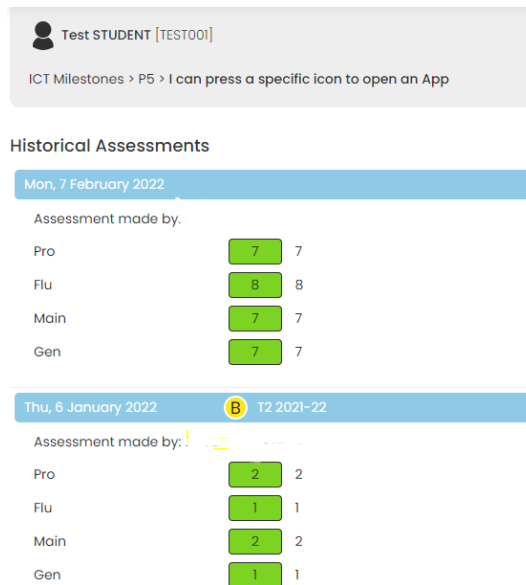 Test STUDENT [TEST001]
ICT Milestones > P5 > I can press a specific icon to open an App
Historical Assessments
Mon, 7 February 2022
Assessment made by.
Pro 7 7
Flu 8 8
Main 7 7
Gen 7 7
Thu, 6 January 2022 B T2 2021-22
Assessment made by:
Pro 2 2
Flu 1 1
Main 2 2
Gen 1 1